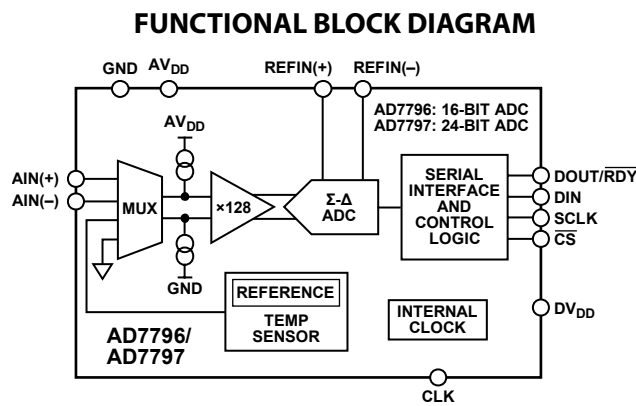 FUNCTIONAL BLOCK DIAGRAM
GND
AVDD
REFIN(+)
REFIN(–)
AD7796: 16-BIT ADC
AD7797: 24-BIT ADC
AVDD
AIN(+)
AIN(–)
MUX
×128
Σ-Δ
ADC
SERIAL
INTERFACE
AND
CONTROL
LOGIC
DOUT/RDY
DIN
SCLK
CS
GND
REFERENCE
TEMP
SENSOR
INTERNAL
CLOCK
DVDD
AD7796/
AD7797
CLK